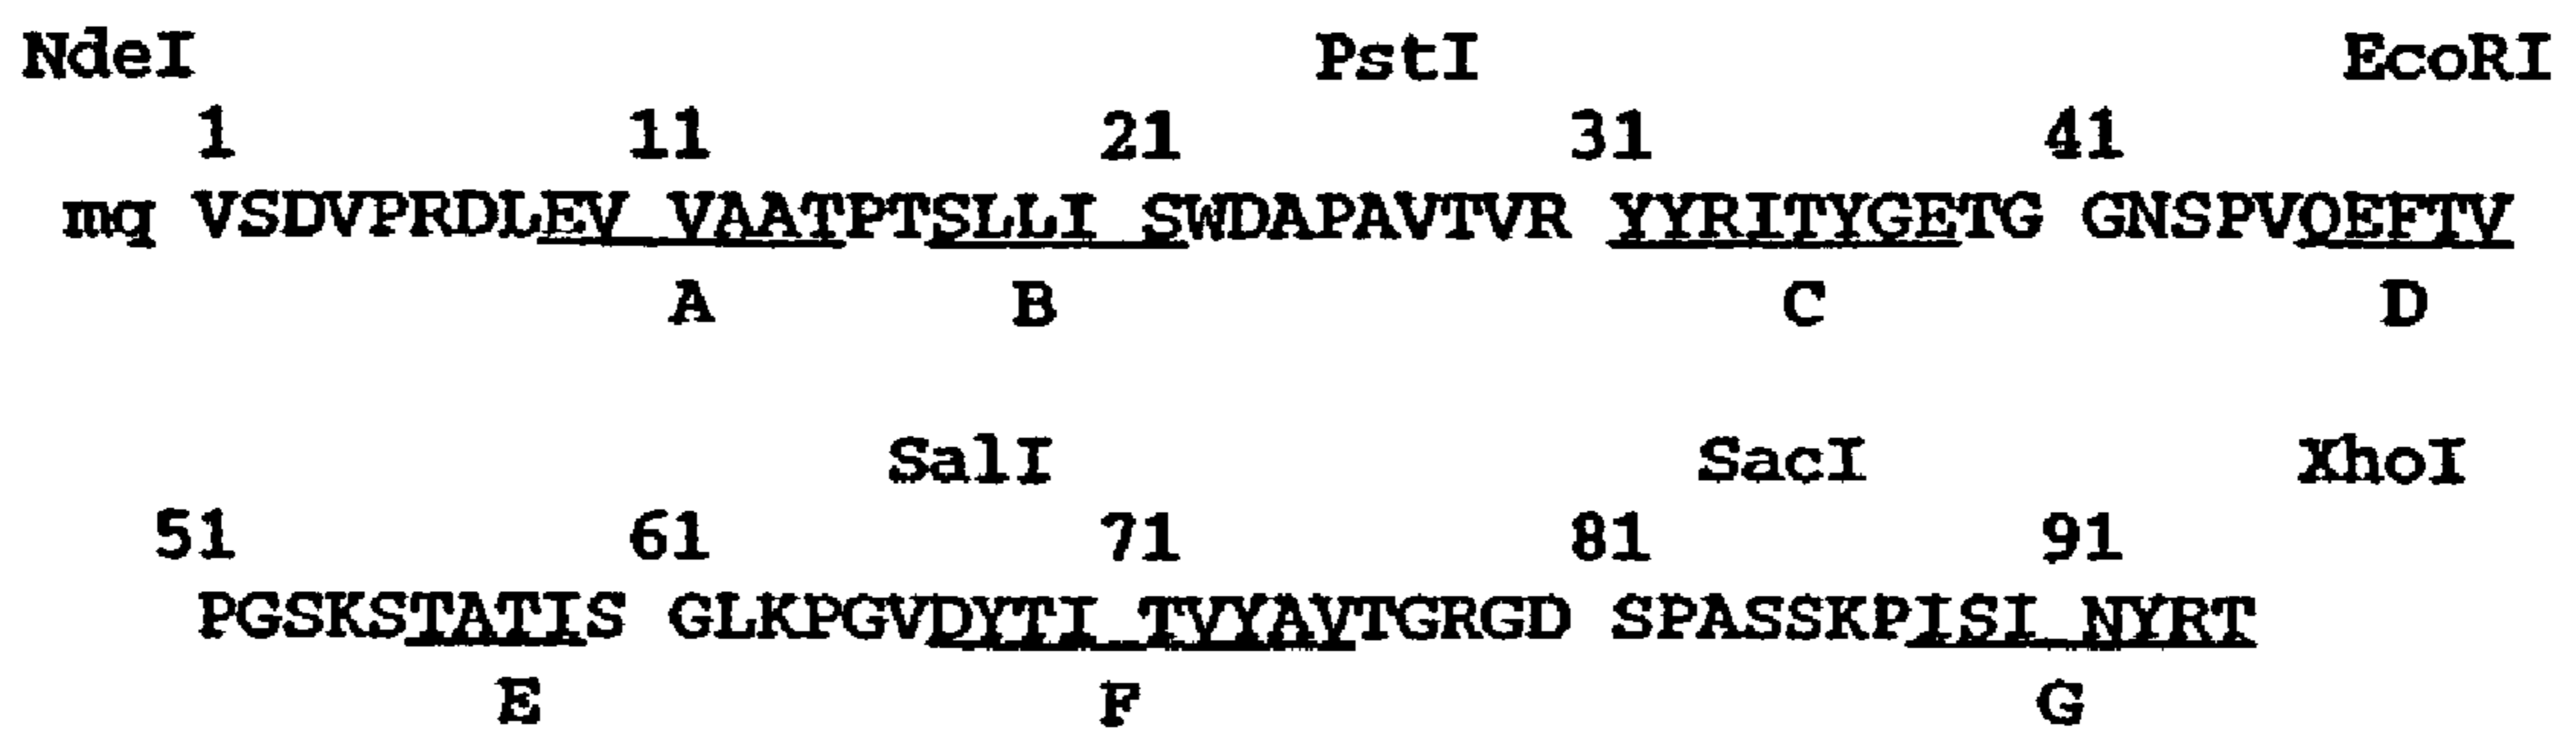 NdeI PstI EcoRI
1 11 21 31 41
mq VSDVPRDLEV VAATPTSLLI SWDAPAVTVR YYRITYGETG GNSPVQEFTV
A B C D
SalI SacI XhoI
51 61 71 81 91
PGSKSTATIS GLKPGVDYTI TVYAVTGRGD SPASSKPISI NYRT
E F G